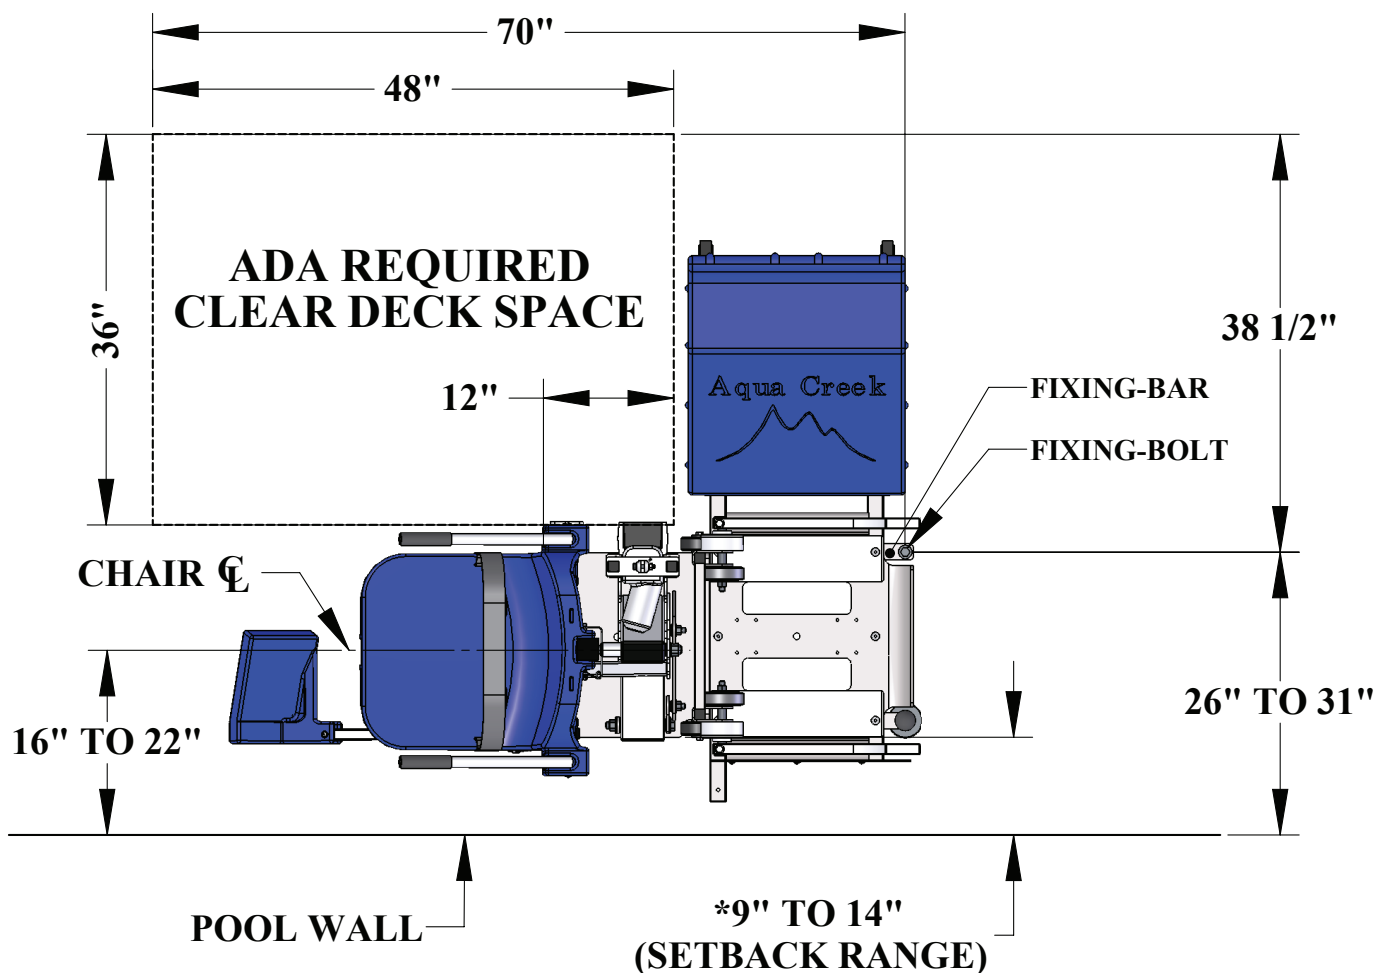 70"
48"
ADA REQUIRED
CLEAR DECK SPACE
36"
38 1/2"
12"
Aqua Creek
FIXING-BAR
FIXING-BOLT
CHAIR ℄
16" TO 22"
26" TO 31"
POOL WALL
*9" TO 14"
(SETBACK RANGE)